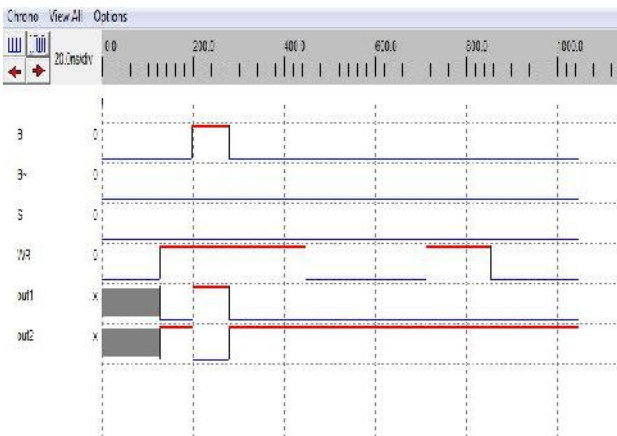 Chrono View All Options
20.0ns/div 0.0 200.0 400.0 600.0 800.0 1000.0
B 0
B~ 0
S 0
WR 0
out1 x
out2 x